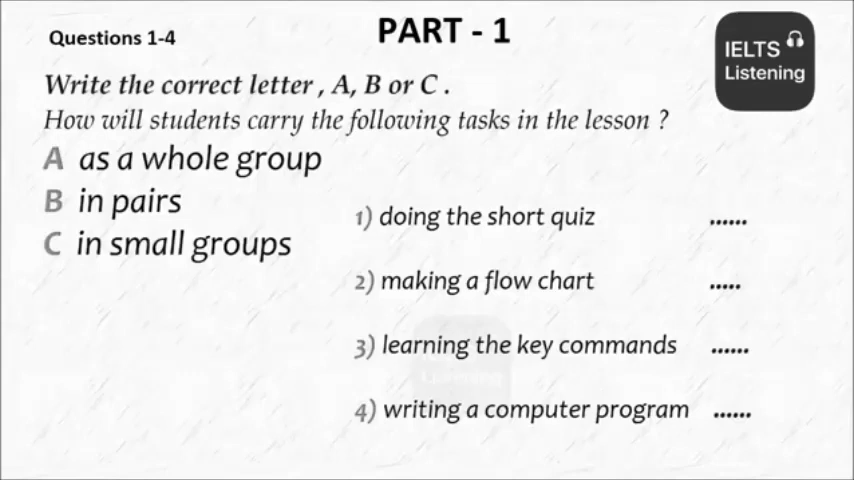 Questions 1-4
PART - 1
IELTS
Listening
Write the correct letter , A, B or C .
How will students carry the following tasks in the lesson ?
A as a whole group
B in pairs
C in small groups
1) doing the short quiz ......
2) making a flow chart .....
3) learning the key commands ......
4) writing a computer program ......